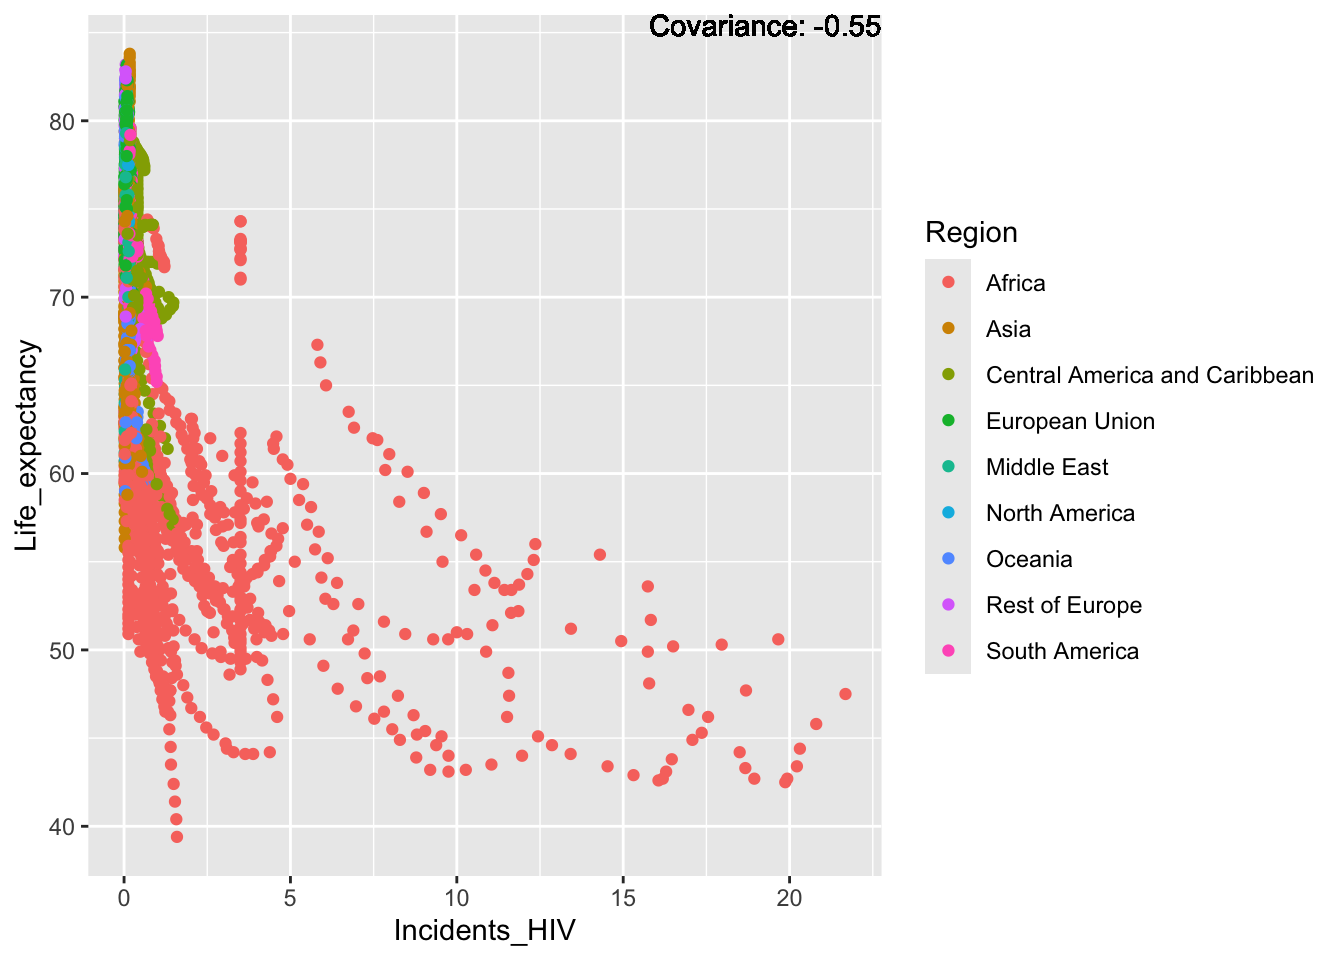 Covariance: -0.55
80
70
60
50
40
Life_expectancy
0 5 10 15 20
Incidents_HIV
Region
Africa
Asia
Central America and Caribbean
European Union
Middle East
North America
Oceania
Rest of Europe
South America